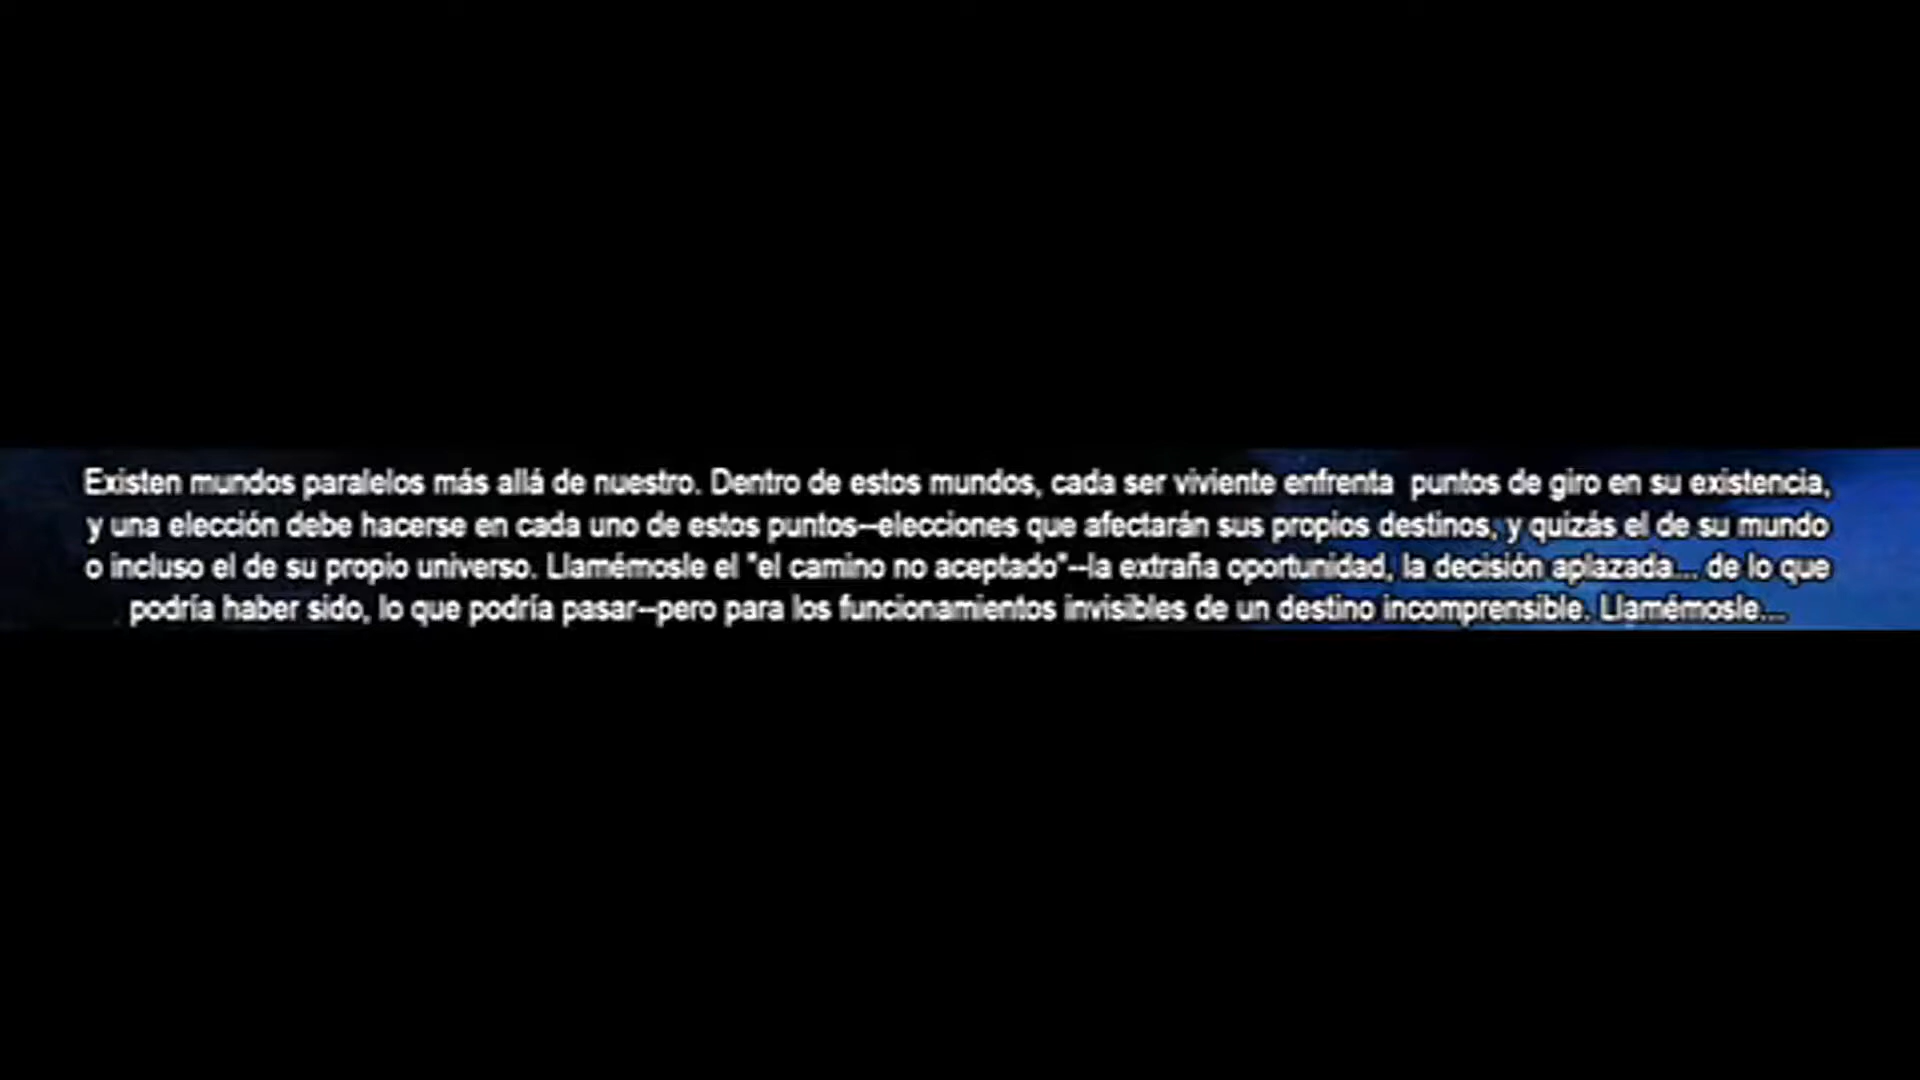 Existen mundos paralelos más allá de nuestro. Dentro de estos mundos, cada ser viviente enfrenta puntos de giro en su existencia,
y una elección debe hacerse en cada uno de estos puntos--elecciones que afectarán sus propios destinos, y quizás el de su mundo
o incluso el de su propio universo. Llamémosle el "el camino no aceptado"--la extraña oportunidad, la decisión aplazada... de lo que
podría haber sido, lo que podría pasar--pero para los funcionamientos invisibles de un destino incomprensible. Llamémosle...